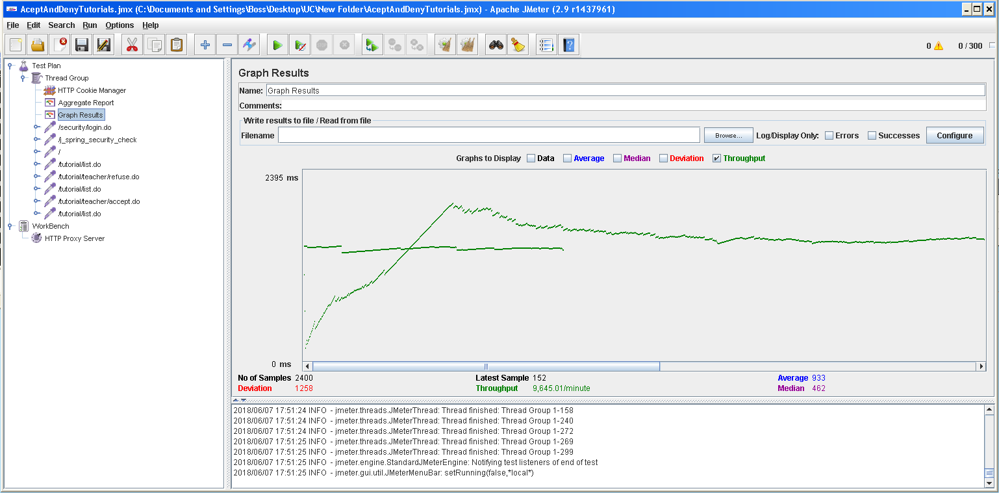 AceptAndDenyTutorials.jmx (C:\Documents and Settings\Boss\Desktop\UC\New Folder\AceptAndDenyTutorials.jmx) - Apache JMeter (2.9 r1437961)
File Edit Search Run Options Help
0 0 / 300
Test Plan
Thread Group
HTTP Cookie Manager
Aggregate Report
Graph Results
/security/login.do
/j_spring_security_check
/
/tutorial/list.do
/tutorial/teacher/refuse.do
/tutorial/list.do
/tutorial/teacher/accept.do
/tutorial/list.do
WorkBench
HTTP Proxy Server
Graph Results
Name: Graph Results
Comments:
Write results to file / Read from file
Filename Browse... Log/Display Only: Errors Successes Configure
Graphs to Display Data Average Median Deviation Throughput
2395 ms
0 ms
No of Samples 2400 Latest Sample 152 Average 933
Deviation 1258 Throughput 9,645.01/minute Median 462
2018/06/07 17:51:24 INFO - jmeter.threads.JMeterThread: Thread finished: Thread Group 1-158
2018/06/07 17:51:24 INFO - jmeter.threads.JMeterThread: Thread finished: Thread Group 1-240
2018/06/07 17:51:24 INFO - jmeter.threads.JMeterThread: Thread finished: Thread Group 1-272
2018/06/07 17:51:25 INFO - jmeter.threads.JMeterThread: Thread finished: Thread Group 1-269
2018/06/07 17:51:25 INFO - jmeter.threads.JMeterThread: Thread finished: Thread Group 1-299
2018/06/07 17:51:25 INFO - jmeter.engine.StandardJMeterEngine: Notifying test listeners of end of test
2018/06/07 17:51:25 INFO - jmeter.gui.util.JMeterMenuBar: setRunning(false,*local*)